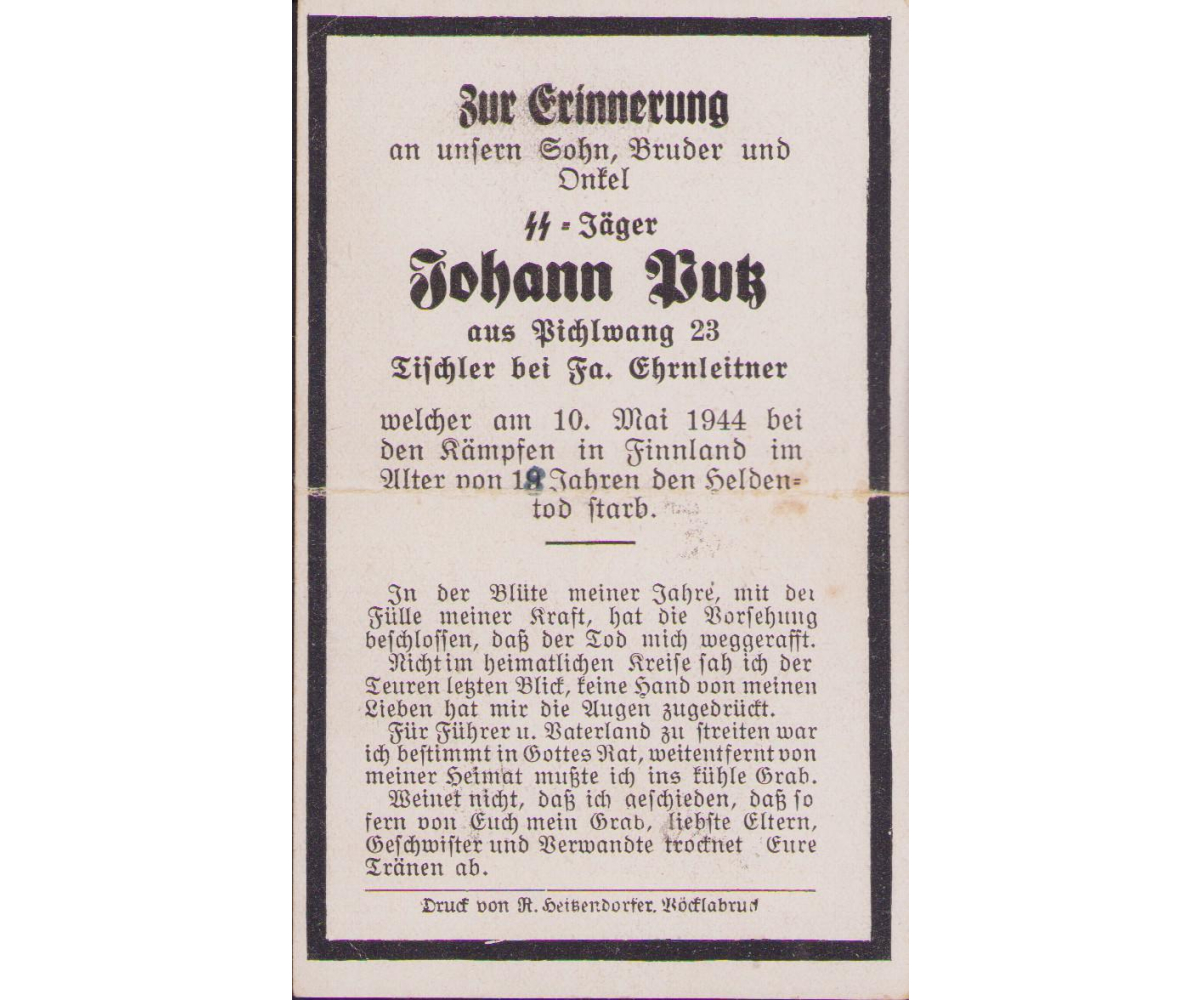 Zur Erinnerung
an unsern Sohn, Bruder und
Onkel
SS-Jäger
Johann Putz
aus Pichlwang 23
Tischler bei Fa. Ehrnleitner
welcher am 10. Mai 1944 bei
den Kämpfen in Finnland im
Alter von Jahren den Helden-
tod starb.
In der Blüte meiner Jahre, mit der
Fülle meiner Kraft, hat die Vorsehung
beschlossen, daß der Tod mich weggerafft.
Nicht im heimatlichen Kreise sah ich der
Teuren letzten Blick, keine Hand von meinen
Lieben hat mir die Augen zugedrückt.
Für Führer u. Vaterland zu streiten war
ich bestimmt in Gottes Rat, weitentfernt von
meiner Heimat mußte ich ins kühle Grab.
Weinet nicht, daß ich geschieden, daß so
fern von Euch mein Grab, liebste Eltern,
Geschwister und Verwandte trocknet Eure
Tränen ab.
Druck von R. Heitzendorfer, Vöcklabruck